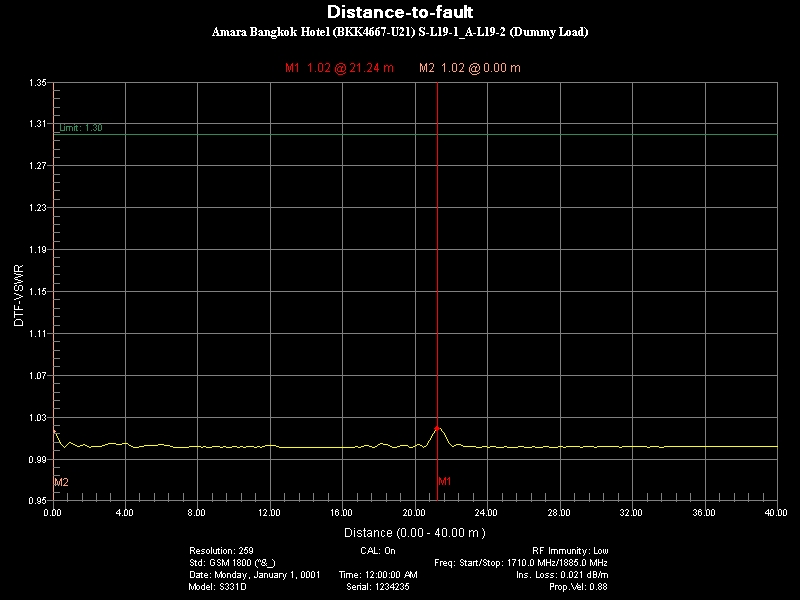 Distance-to-fault
Amara Bangkok Hotel (BKK4667-U21) S-L19-1_A-L19-2 (Dummy Load)
M1 1.02 @ 21.24 m M2 1.02 @ 0.00 m
1.35
1.31
Limit: 1.30
1.27
1.23
1.19
DTF-VSWR
1.15
1.11
1.07
1.03
0.99
M2 M1
0.95
0.00 4.00 8.00 12.00 16.00 20.00 24.00 28.00 32.00 36.00 40.00
Distance (0.00 - 40.00 m )
Resolution: 259 CAL: On RF Immunity: Low
Std: GSM 1800 (°&_) Freq: Start/Stop: 1710.0 MHz/1885.0 MHz
Date: Monday, January 1, 0001 Time: 12:00:00 AM Ins. Loss: 0.021 dB/m
Model: S331D Serial: 1234235 Prop.Vel: 0.88